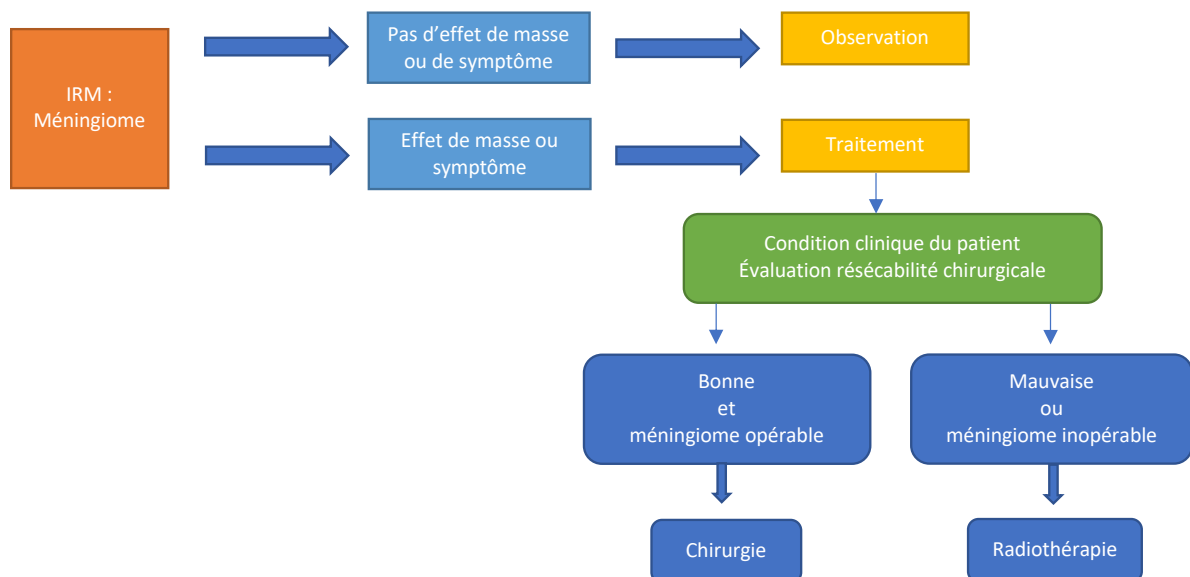 IRM :
Méningiome
Pas d’effet de masse
ou de symptôme
Observation
Effet de masse ou
symptôme
Traitement
Condition clinique du patient
Évaluation résécabilité chirurgicale
Bonne
et
méningiome opérable
Mauvaise
ou
méningiome inopérable
Chirurgie
Radiothérapie